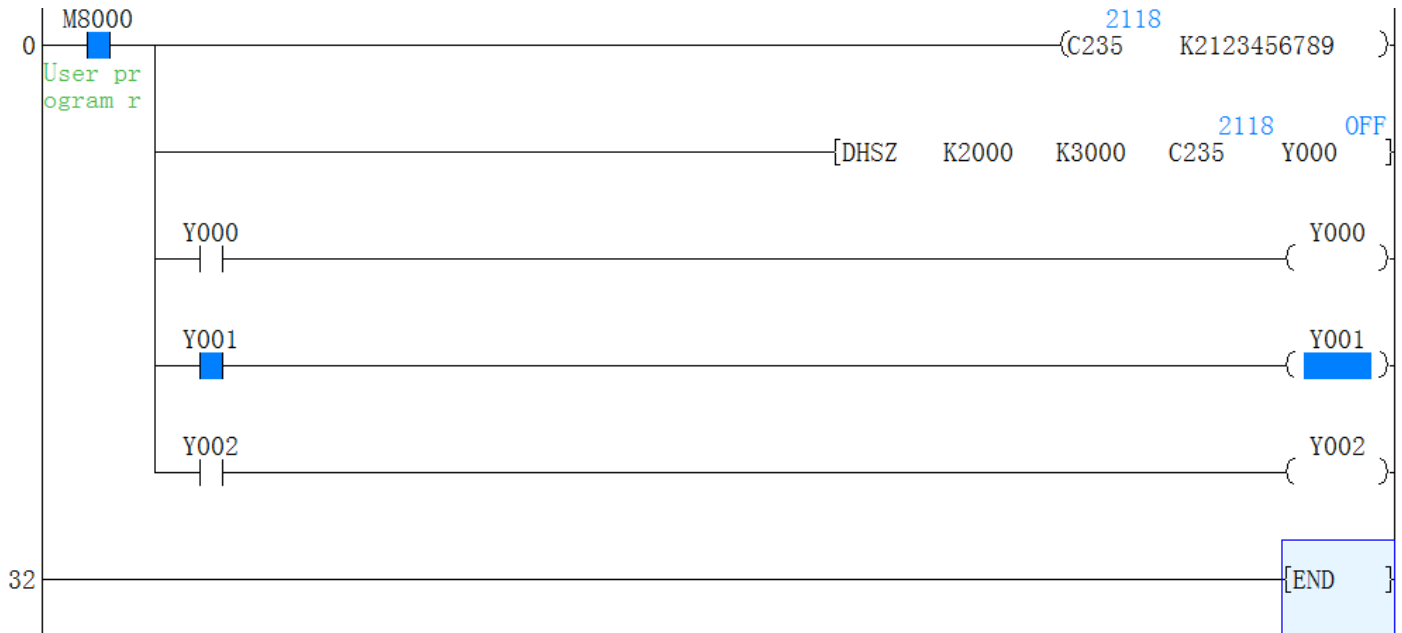 M8000 2118
0 (C235 K2123456789 )
User pr
ogram r
2118 OFF
[DHSZ K2000 K3000 C235 Y000 ]
Y000 Y000
( )
Y001 Y001
( )
Y002 Y002
( )
32 [END ]